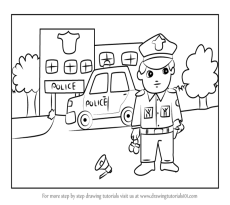 POLICE
POLICE
for more step by step drawing tutorials visit us at www.drawingtutorials101.com